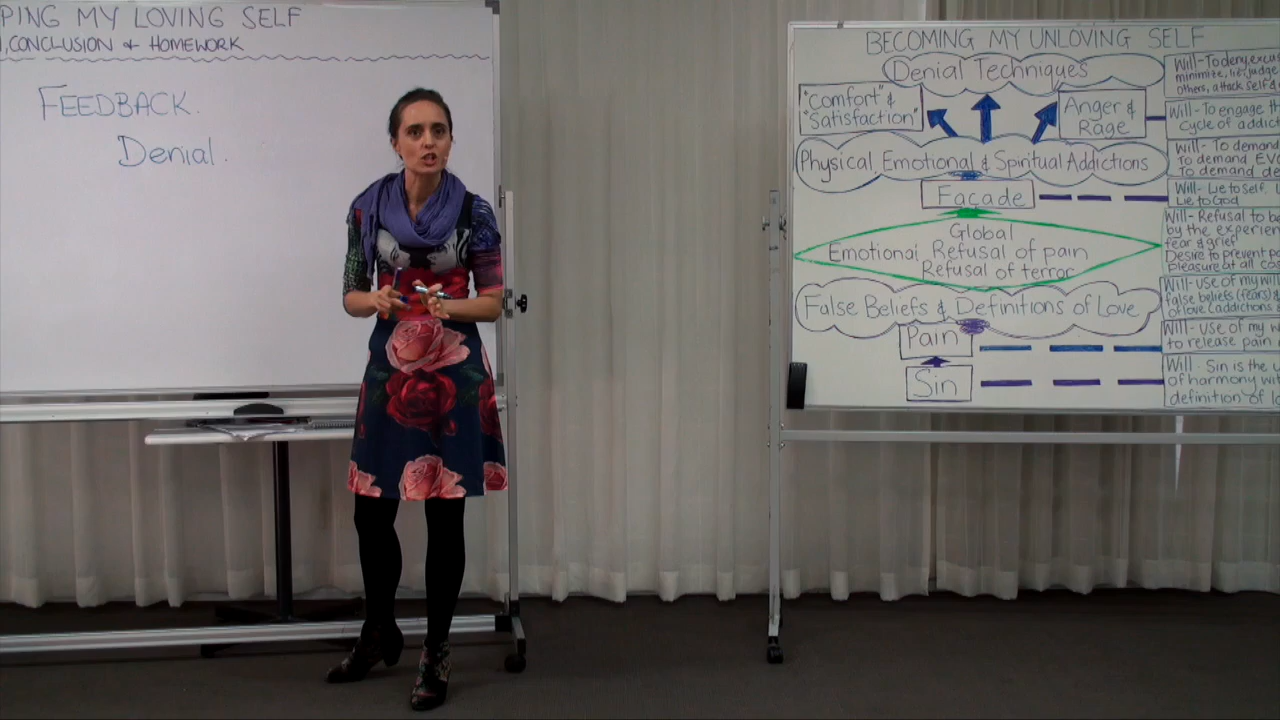 PING MY LOVING SELF
, CONCLUSION & HOMEWORK
FEEDBACK.
Denial.
BECOMING MY UNLOVING SELF
Denial Techniques
"Comfort" &
"Satisfaction"
Anger &
Rage
Physical Emotional & Spiritual Addictions
Façade
Global
Emotional Refusal of pain
Refusal of terror
False Beliefs & Definitions of Love
Pain
Sin
Will - To deny, excus
minimize, lie, judge
others, attack self &
Will - To engage th
Cycle of addict
Will - To demand
To demand EV
To demand de
Will - Lie to self, L
Lie to God
Will - Refusal to be
by the experien
fear & grief
Desire to prevent pa
pleasure at all cos
Will - use of my wil
false beliefs (fears) &
of love (addictions &
Will - use of my w
to release pain
Will - Sin is the u
of harmony with
definition of lo